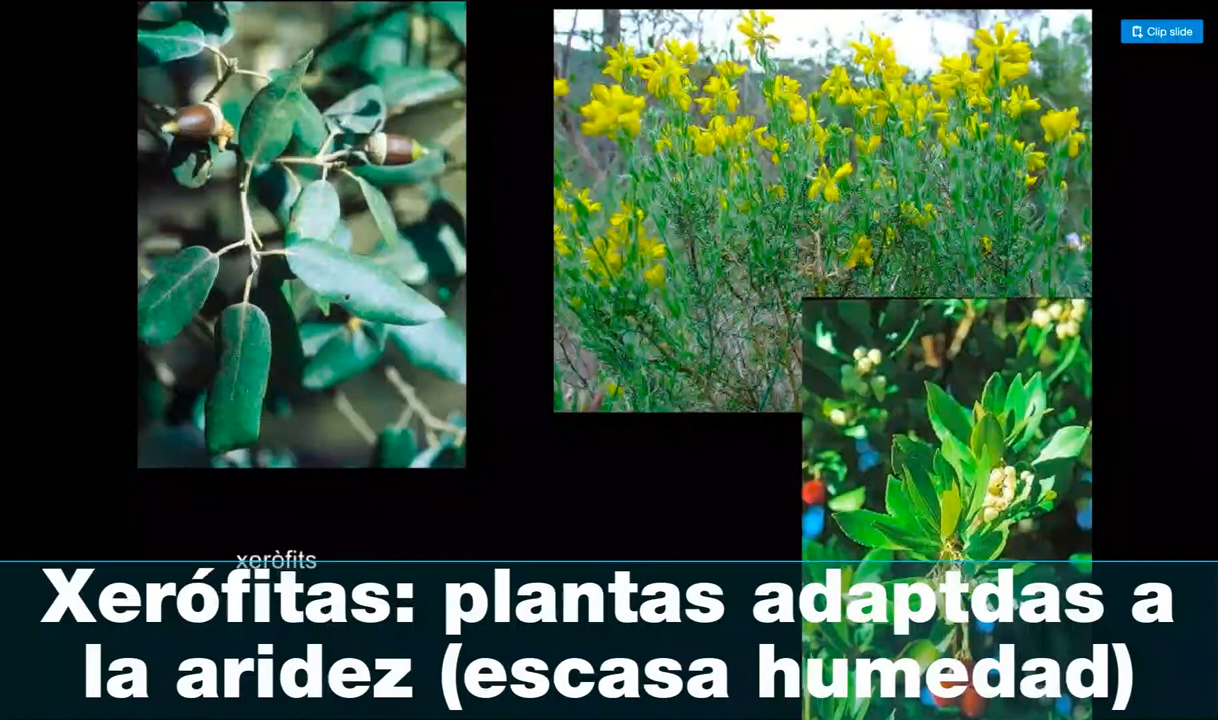 Clip slide
xeròfits
Xerófitas: plantas adaptdas a
la aridez (escasa humedad)